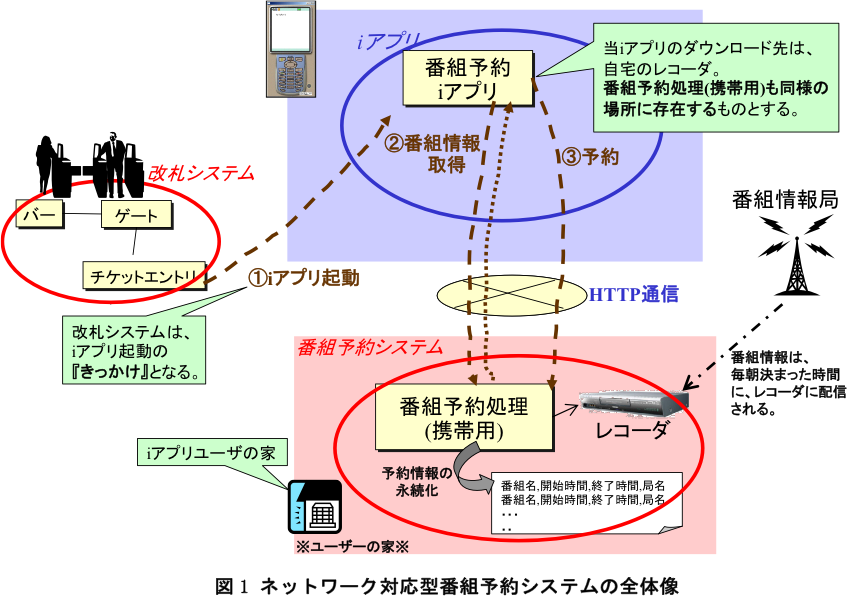 iアプリ
番組予約
iアプリ
当iアプリのダウンロード先は、
自宅のレコーダ。
番組予約処理(携帯用)も同様の
場所に存在するものとする。
②番組情報
取得
③予約
改札システム
バー
ゲート
チケットエントリ
①iアプリ起動
改札システムは、
iアプリ起動の
『きっかけ』となる。
番組情報局
HTTP通信
番組情報は、
毎朝決まった時間
に、レコーダに配信
される。
番組予約システム
番組予約処理
(携帯用)
レコーダ
iアプリユーザの家
予約情報の
永続化
番組名,開始時間,終了時間,局名
番組名,開始時間,終了時間,局名
・・・
・・
※ユーザーの家※
図 1 ネットワーク対応型番組予約システムの全体像